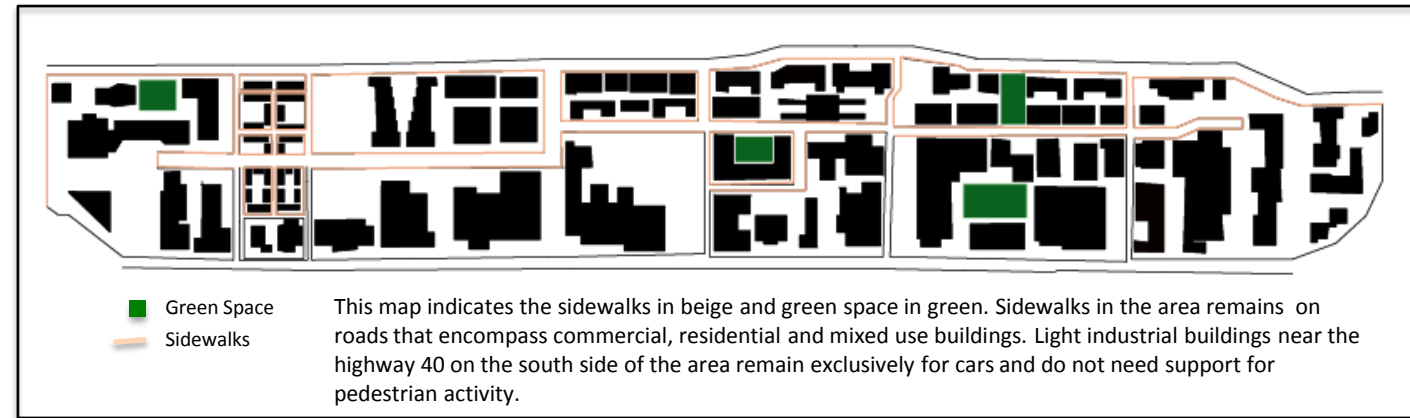 Green Space
Sidewalks
This map indicates the sidewalks in beige and green space in green. Sidewalks in the area remains  on
roads that encompass commercial, residential and mixed use buildings. Light industrial buildings near the
highway 40 on the south side of the area remain exclusively for cars and do not need support for
pedestrian activity.